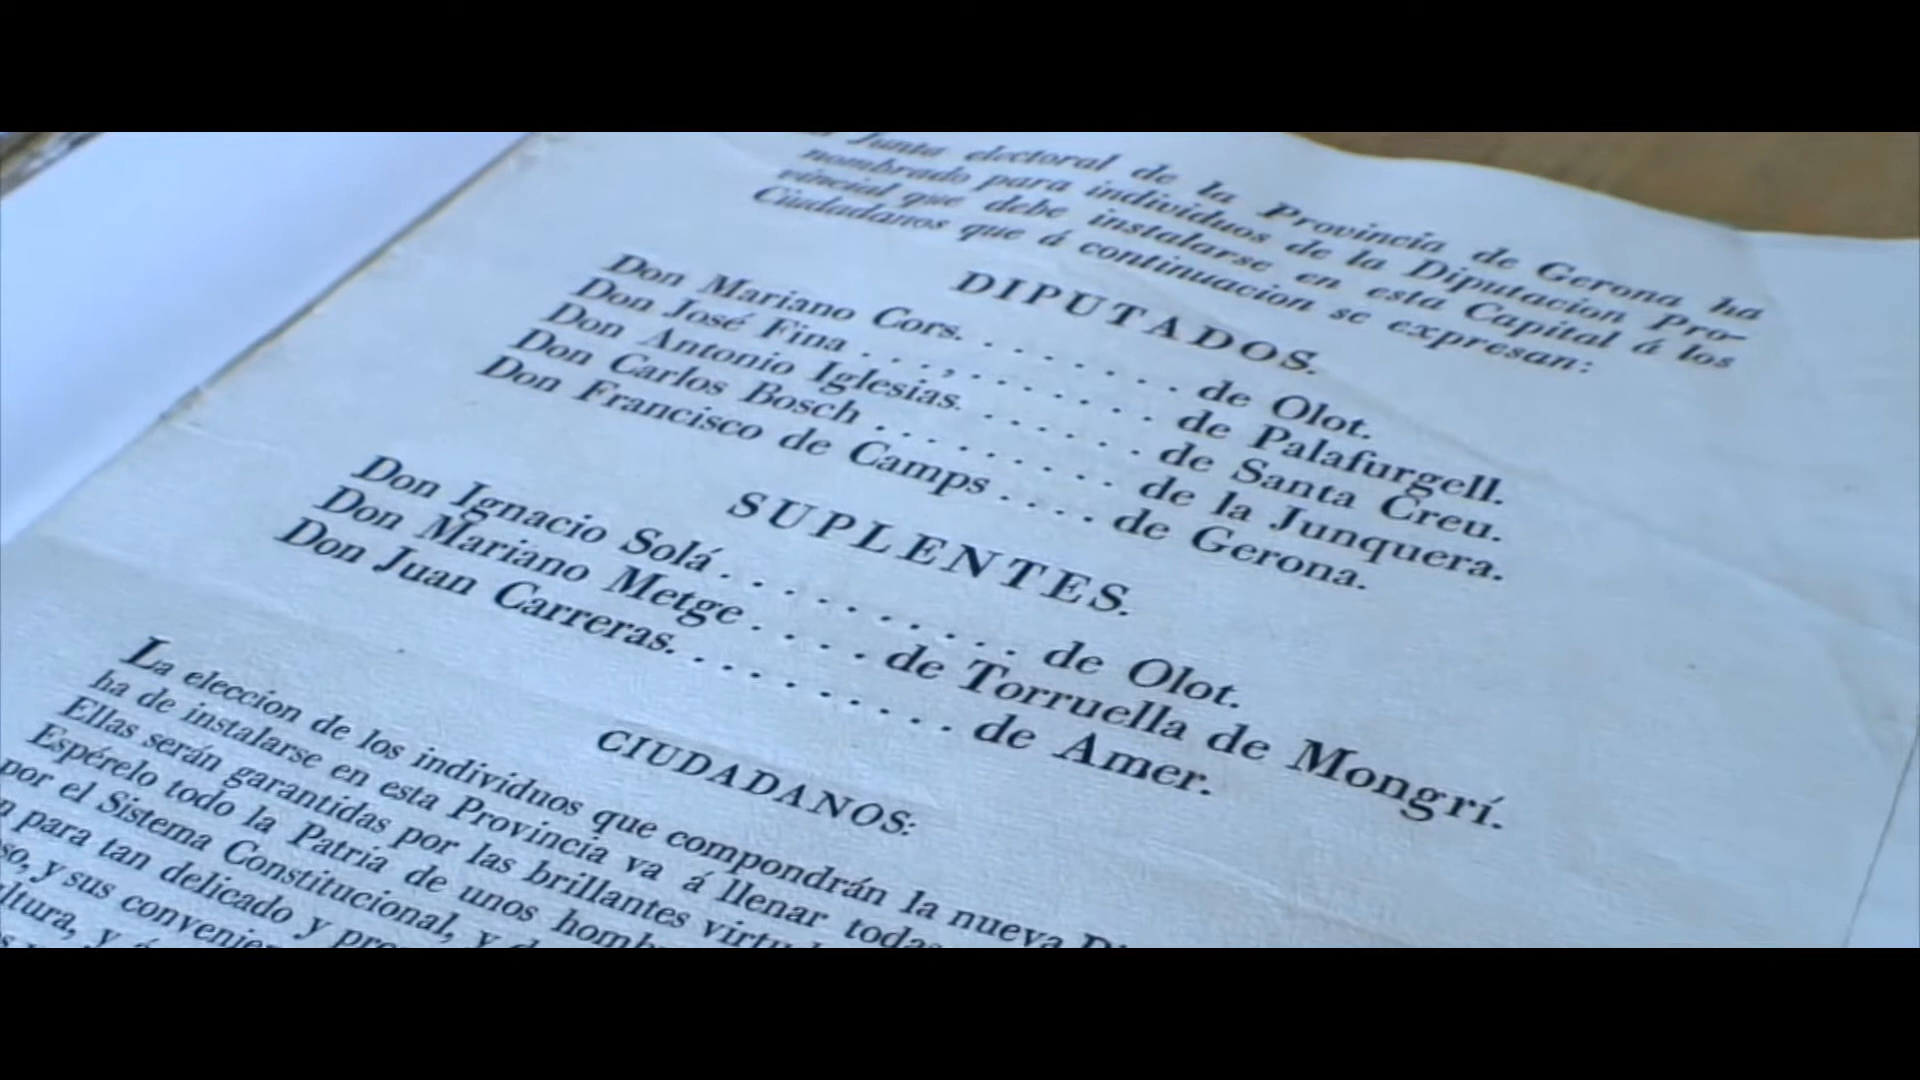 Junta electoral de la Provincia de Gerona ha
nombrado para individuos de la Diputacion Pro-
vincial que debe instalarse en esta Capital á los
Ciudadanos que á continuacion se expresan:
DIPUTADOS.
Don Mariano Cors. . . . . . . . . de Olot.
Don José Fina . . . , . . . . . . . de Palafurgell.
Don Antonio Iglesias. . . . . . . de Santa Creu.
Don Carlos Bosch . . . . . . . . . de la Junquera.
Don Francisco de Camps . . . . de Gerona.
SUPLENTES.
Don Ignacio Solá . . . . . . . . . . de Olot.
Don Mariano Metge . . . . de Torruella de Mongrí.
Don Juan Carreras. . . . . . . . . de Amer.
CIUDADANOS:
La eleccion de los individuos que compondrán la nueva
ha de instalarse en esta Provincia va á llenar todas
Ellas serán garantidas por las brillantes
Espérelo todo la Patria de unos
por el Sistema Constitucional, y
para tan delicado y
y sus
y á